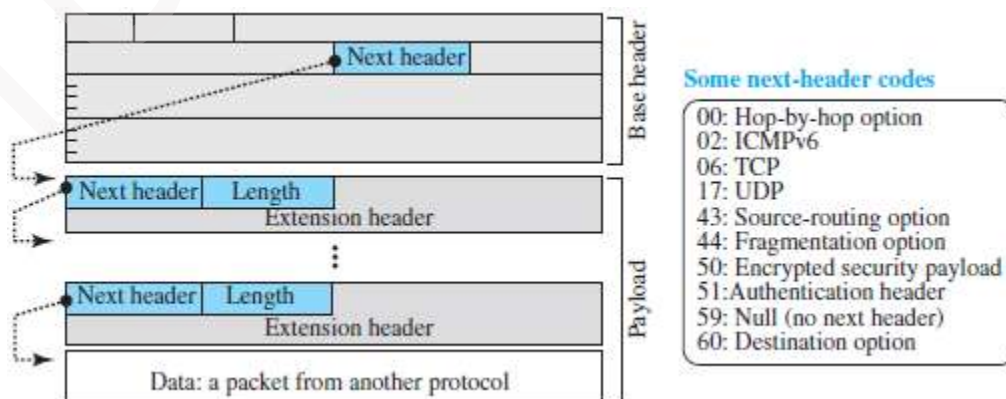 Next header
Base header
Next header
Length
Extension header
Next header
Length
Extension header
Data: a packet from another protocol
Payload
Some next-header codes
00: Hop-by-hop option
02: ICMPv6
06: TCP
17: UDP
43: Source-routing option
44: Fragmentation option
50: Encrypted security payload
51:Authentication header
59: Null (no next header)
60: Destination option